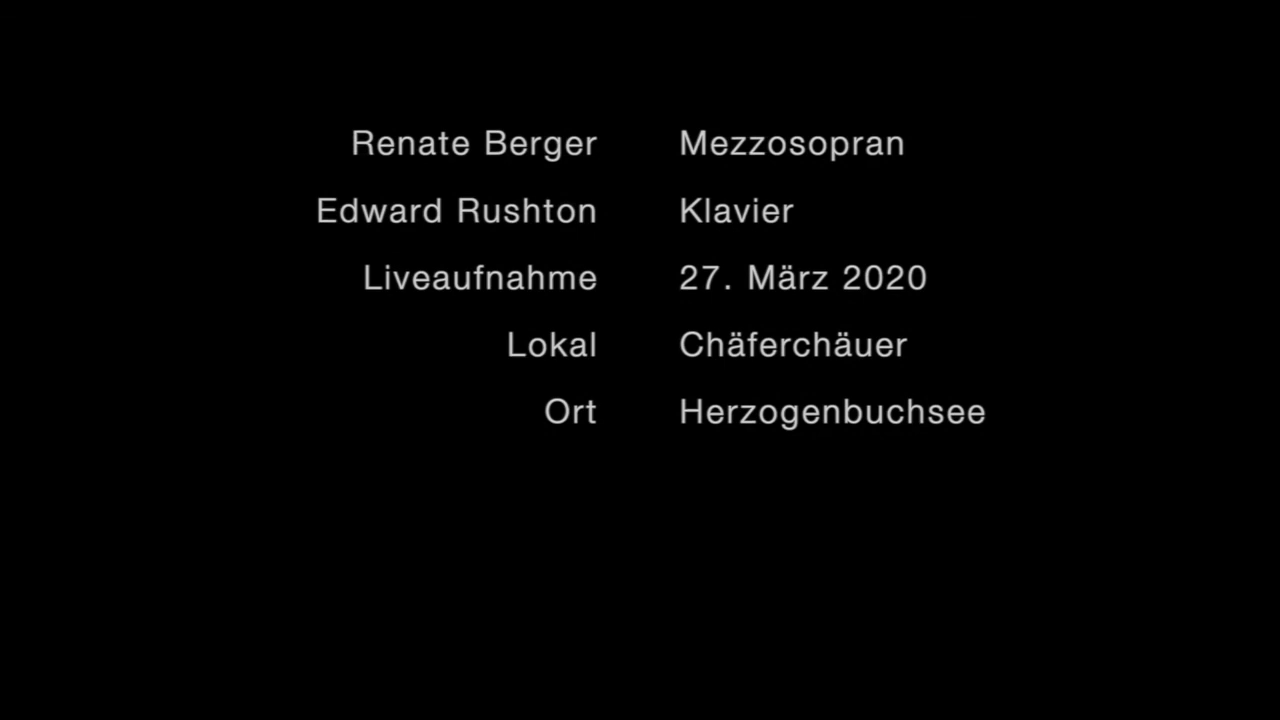 Renate Berger Mezzosopran
Edward Rushton Klavier
Liveaufnahme 27. März 2020
Lokal Chäferchäuer
Ort Herzogenbuchsee